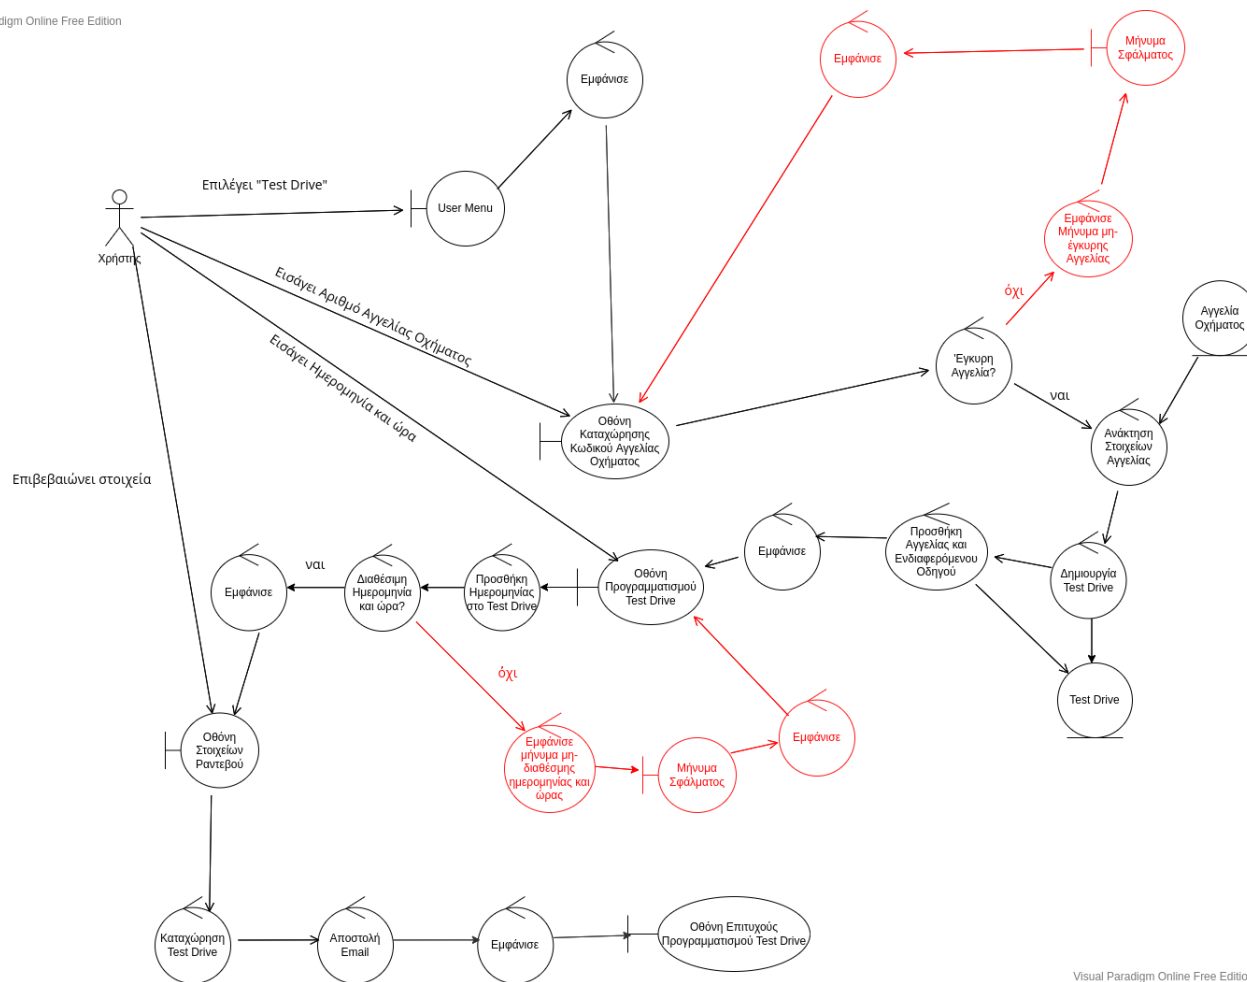 digm Online Free Edition
Εμφάνισε
Εμφάνισε
Μήνυμα
Σφάλματος
Επιλέγει "Test Drive"
User Menu
Χρήστης
Εμφάνισε
Μήνυμα μη-
έγκυρης
Αγγελίας
όχι
Αγγελία
Οχήματος
Εισάγει Αριθμό Αγγελίας Οχήματος
Εισάγει Ημερομηνία και ώρα
Έγκυρη
Αγγελία?
ναι
Οθόνη
Καταχώρησης
Κωδικού Αγγελίας
Οχήματος
Ανάκτηση
Στοιχείων
Αγγελίας
Επιβεβαιώνει στοιχεία
Προσθήκη
Αγγελίας και
Ενδιαφερόμενου
Οδηγού
Εμφάνισε
Δημιουργία
Test Drive
Οθόνη
Προγραμματισμού
Test Drive
Προσθήκη
Ημερομηνίας
στο Test Drive
Διαθέσιμη
Ημερομηνία
και ώρα?
ναι
Εμφάνισε
όχι
Test Drive
Οθόνη
Στοιχείων
Ραντεβού
Εμφάνισε
μήνυμα μη-
διαθέσμης
ημερομηνίας και
ώρας
Μήνυμα
Σφάλματος
Εμφάνισε
Καταχώρηση
Test Drive
Αποστολή
Email
Εμφάνισε
Οθόνη Επιτυχούς
Προγραμματισμού Test Drive
Visual Paradigm Online Free Editio